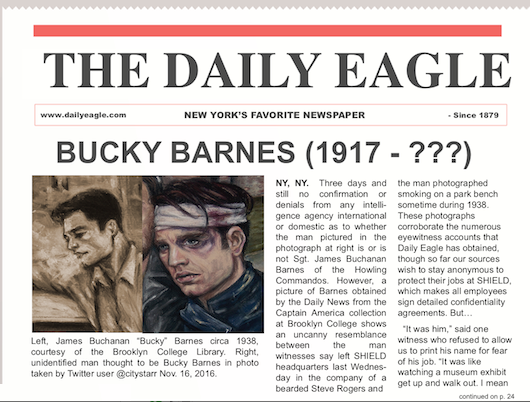 THE DAILY EAGLE
www.dailyeagle.com
NEW YORK'S FAVORITE NEWSPAPER
- Since 1879
BUCKY BARNES (1917 - ???)
Left, James Buchanan "Bucky" Barnes circa 1938,
courtesy of the Brooklyn College Library. Right,
unidentified man thought to be Bucky Barnes in photo
taken by Twitter user @citystarr Nov. 16, 2016.
NY, NY. Three days and
still no confirmation or
denials from any intelli-
gence agency international
or domestic as to whether
the man pictured in the
photograph at right is or is
not Sgt. James Buchanan
Barnes of the Howling
Commandos. However, a
picture of Barnes obtained
by the Daily News from the
Captain America collection
at Brooklyn College shows
an uncanny resemblance
between the man
witnesses say left SHIELD
headquarters last Wednes-
day in the company of a
bearded Steve Rogers and
the man photographed
smoking on a park bench
sometime during 1938.
These photographs
corroborate the numerous
eyewitness accounts that
Daily Eagle has obtained,
though so far our sources
wish to stay anonymous to
protect their jobs at SHIELD,
which makes all employees
sign detailed confidentiality
agreements. But...
"It was him," said one
witness who refused to allow
us to print his name for fear
of his job. "It was like
watching a museum exhibit
get up and walk out. I mean
continued on p. 24